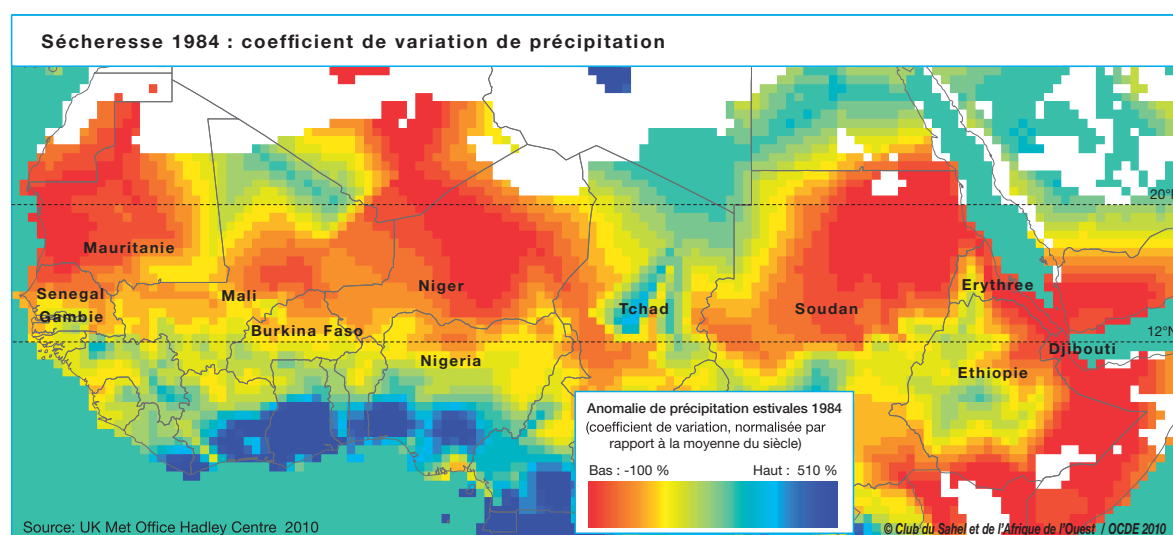 Sécheresse 1984 : coefficient de variation de précipitation
20°N
Mauritanie
Senegal
Mali
Niger
Tchad
Soudan
Erythree
Gambie
Burkina Faso
12°N
Nigeria
Djibouti
Ethiopie
Anomalie de précipitation estivales 1984
(coefficient de variation, normalisée par
rapport à la moyenne du siècle)
Bas : -100 % Haut : 510 %
Source: UK Met Office Hadley Centre 2010
© Club du Sahel et de l'Afrique de l'Ouest / OCDE 2010